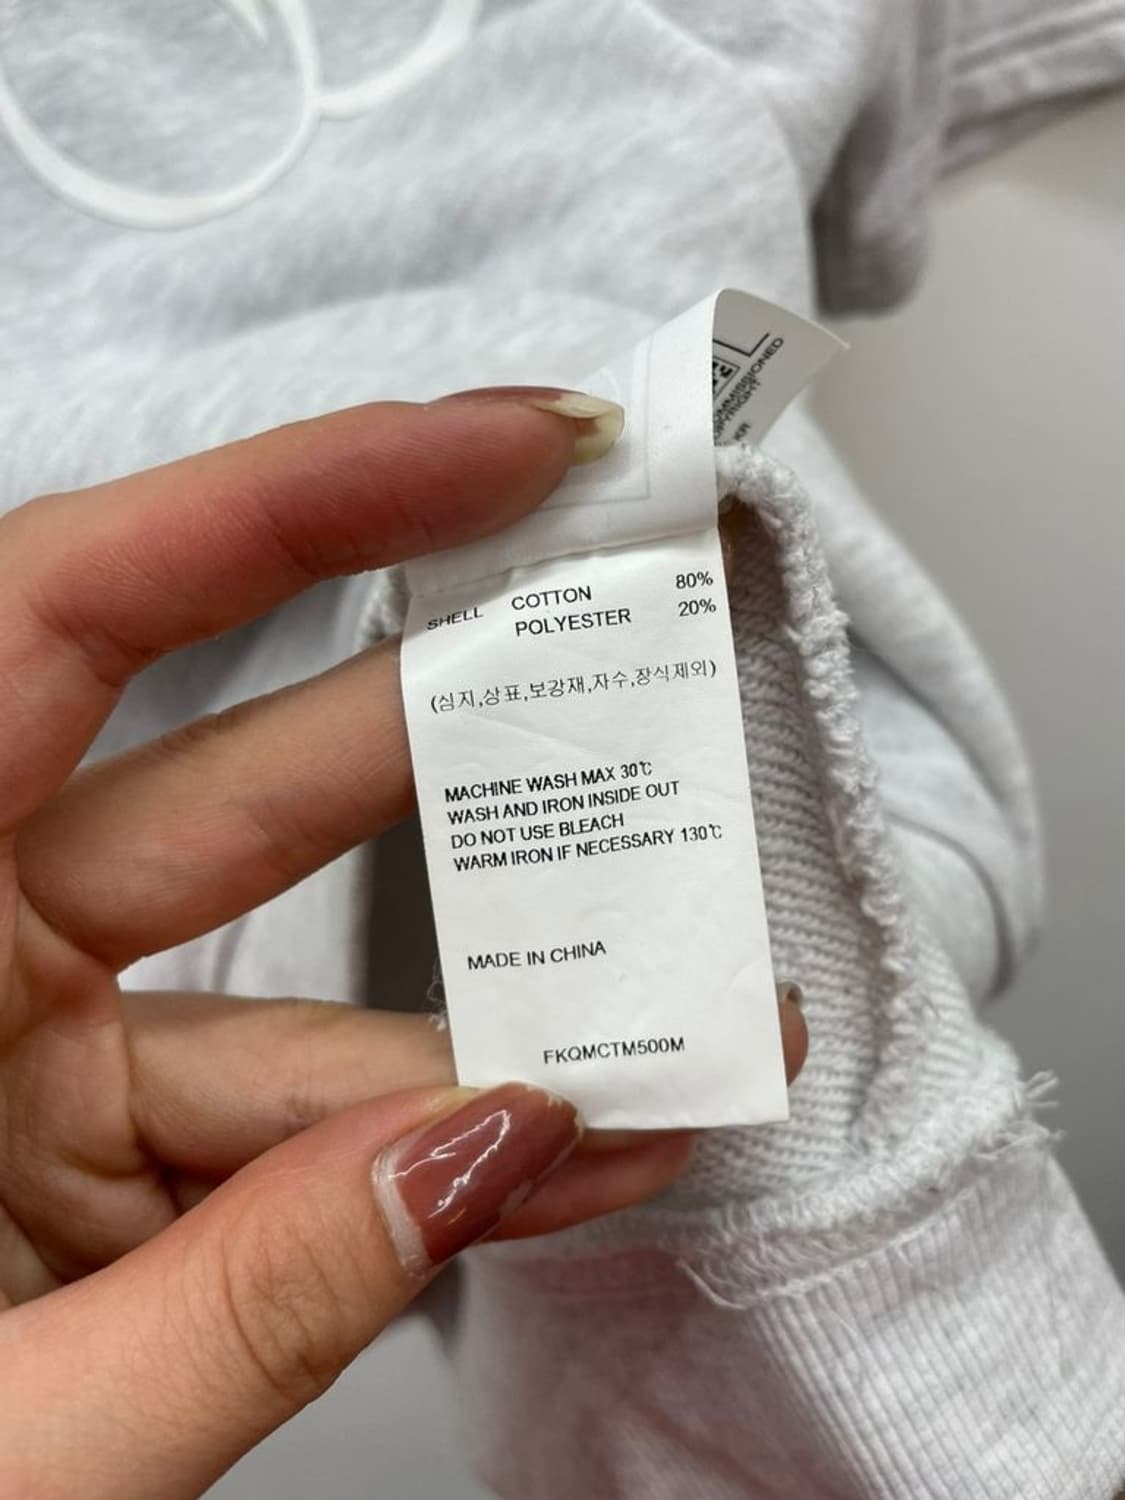 SHELL COTTON 80%
POLYESTER 20%
(심지,상표,보강재,자수,장식제외)
MACHINE WASH MAX 30℃
WASH AND IRON INSIDE OUT
DO NOT USE BLEACH
WARM IRON IF NECESSARY 130℃
MADE IN CHINA
FKQMCTM500M